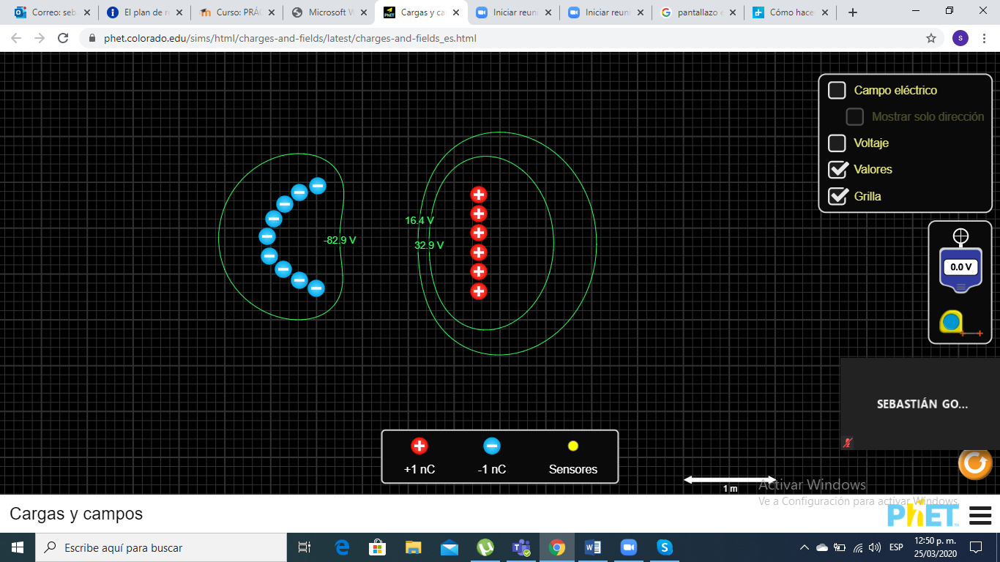 Correo: seb
El plan de r
Curso: PRÁC
Microsoft W
Cargas y ca
Iniciar reuni
Iniciar reuni
pantallazo e
Cómo hace
phet.colorado.edu/sims/html/charges-and-fields/latest/charges-and-fields_es.html
S
Campo eléctrico
Mostrar solo dirección
Voltaje
Valores
Grilla
16.4 V
-82.9 V
32.9 V
0.0 V
SEBASTIÁN GO...
+1 nC
-1 nC
Sensores
1 m
Activar Windows
Ve a Configuración para activar Windows.
Cargas y campos
PhET
Escribe aquí para buscar
ESP
12:50 p. m.
25/03/2020